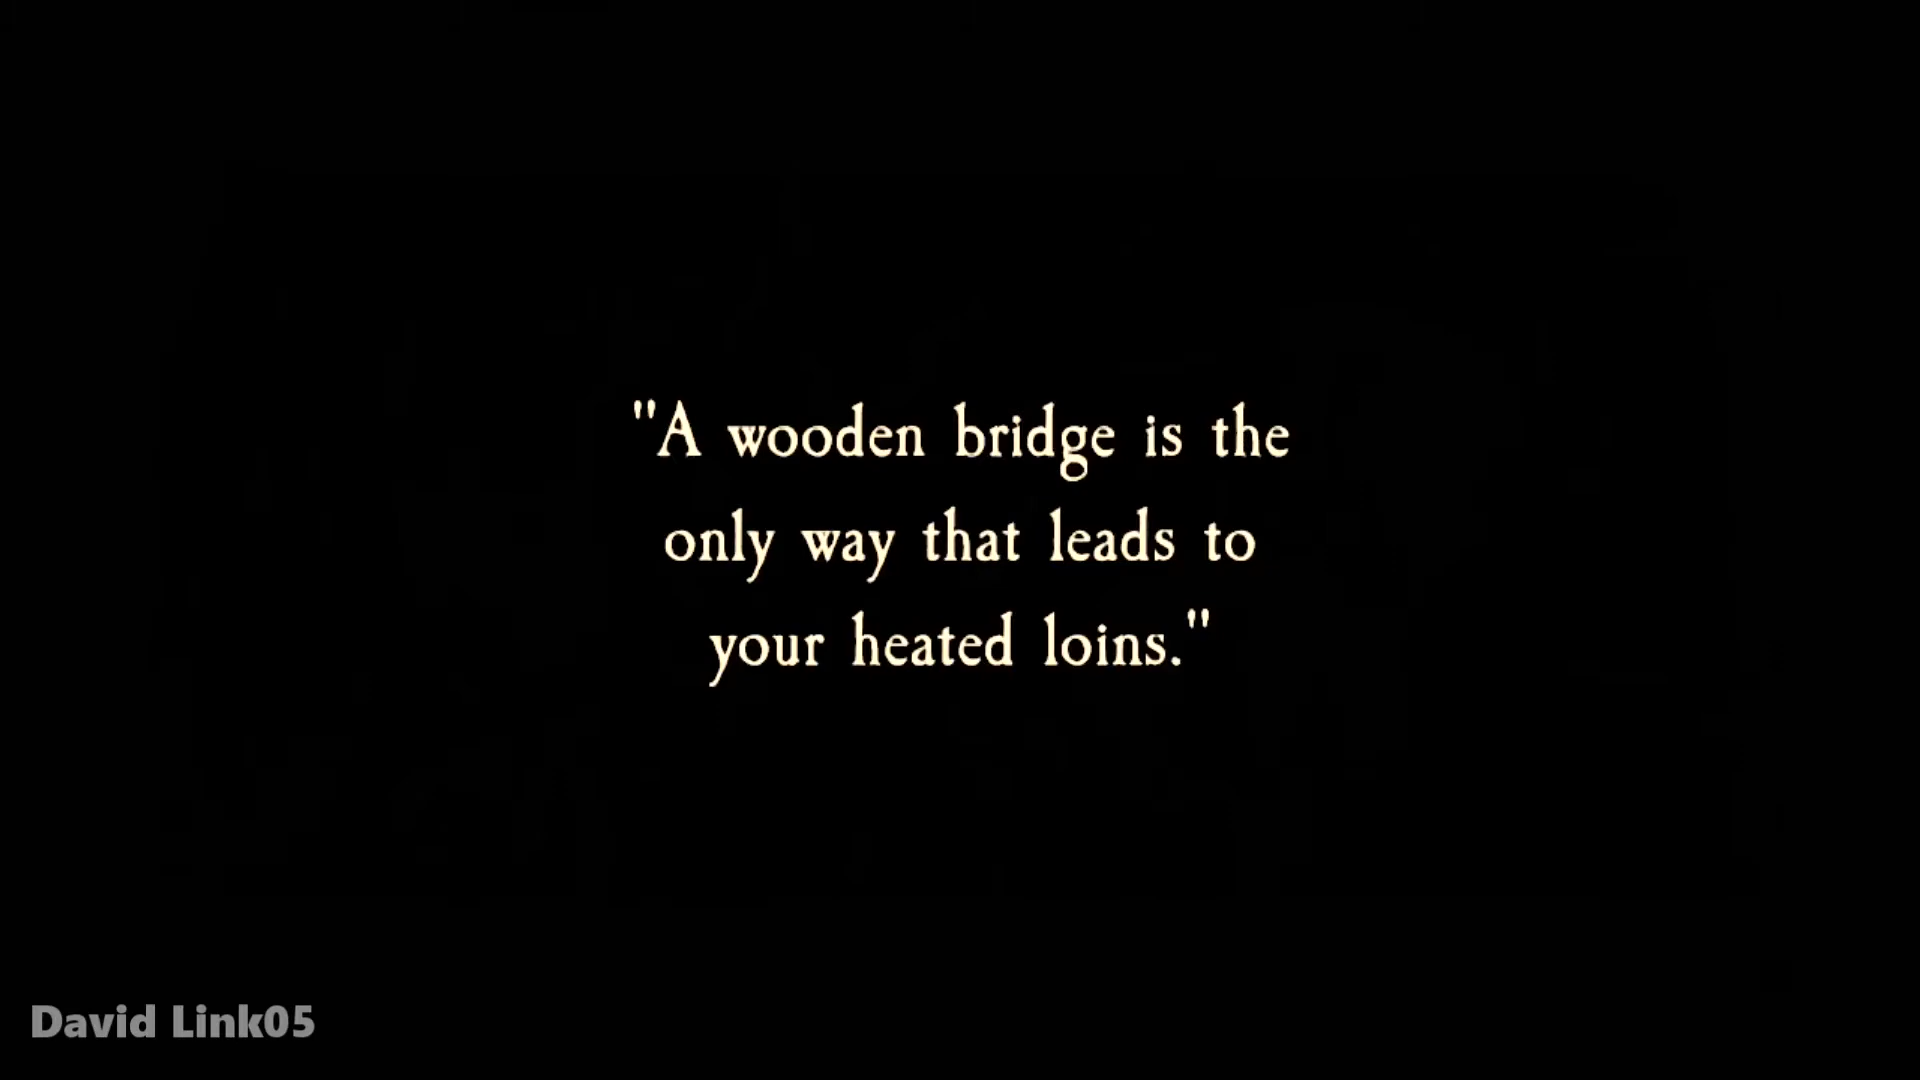 "A wooden bridge is the
only way that leads to
your heated loins."
David Link05